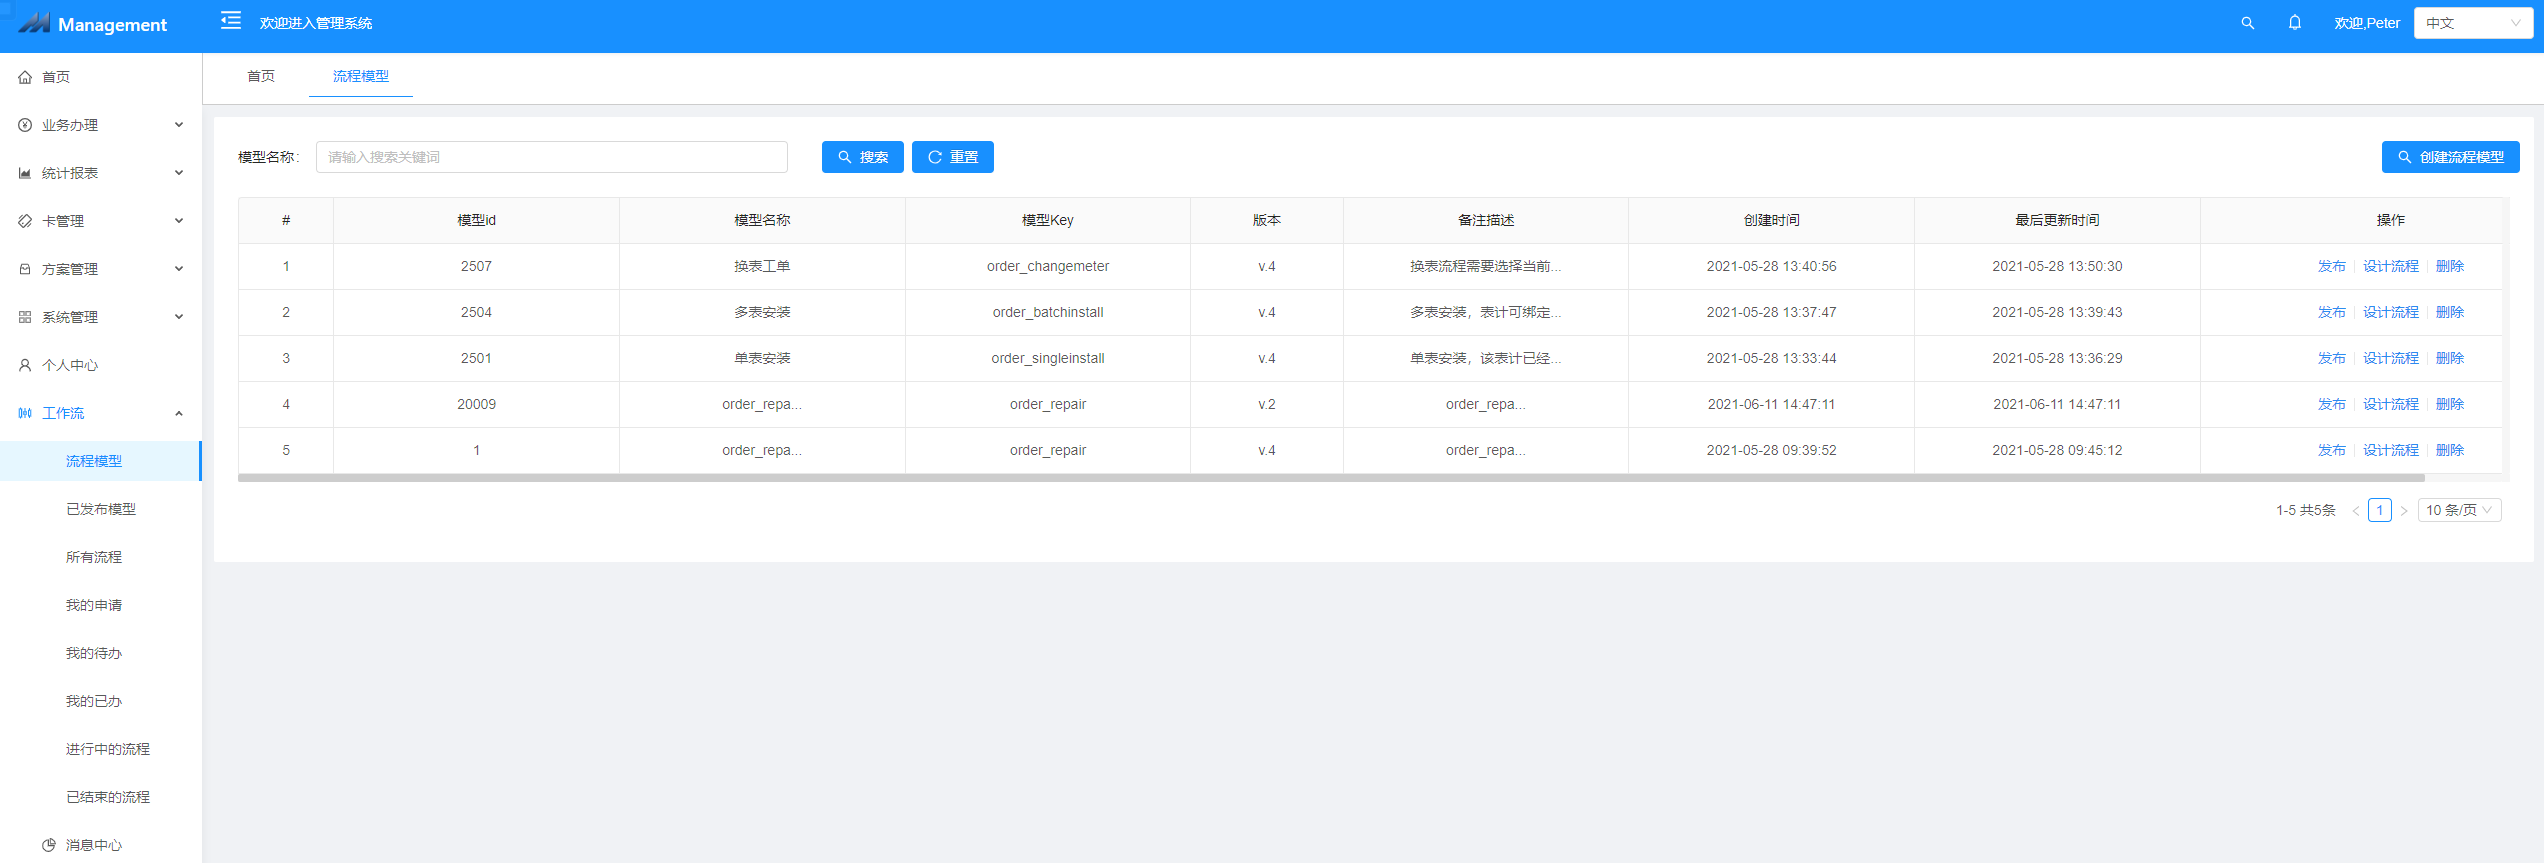 Management
欢迎进入管理系统
欢迎,Peter
中文
首页
业务办理
统计报表
卡管理
方案管理
系统管理
个人中心
工作流
流程模型
已发布模型
所有流程
我的申请
我的待办
我的已办
进行中的流程
已结束的流程
消息中心
首页 流程模型
模型名称: 请输入搜索关键词 搜索 重置 创建流程模型
# 模型id 模型名称 模型Key 版本 备注描述 创建时间 最后更新时间 操作
1 2507 换表工单 order_changemeter v.4 换表流程需要选择当前... 2021-05-28 13:40:56 2021-05-28 13:50:30 发布 设计流程 删除
2 2504 多表安装 order_batchinstall v.4 多表安装，表计可绑定... 2021-05-28 13:37:47 2021-05-28 13:39:43 发布 设计流程 删除
3 2501 单表安装 order_singleinstall v.4 单表安装，该表计已经... 2021-05-28 13:33:44 2021-05-28 13:36:29 发布 设计流程 删除
4 20009 order_repa... order_repair v.2 order_repa... 2021-06-11 14:47:11 2021-06-11 14:47:11 发布 设计流程 删除
5 1 order_repa... order_repair v.4 order_repa... 2021-05-28 09:39:52 2021-05-28 09:45:12 发布 设计流程 删除
1-5 共5条 < 1 > 10 条/页